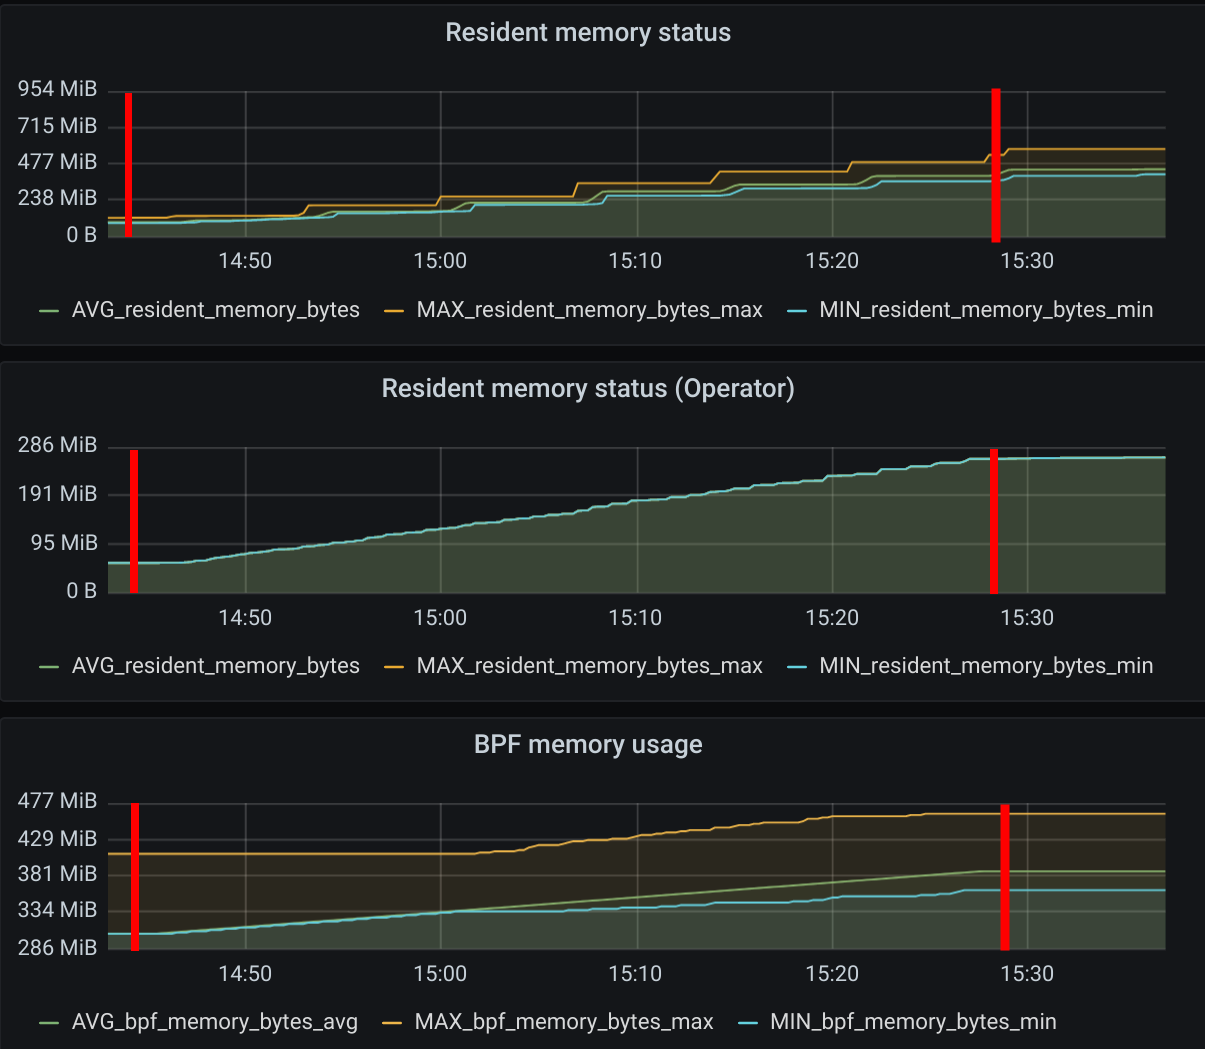 Resident memory status
954 MiB
715 MiB
477 MiB
238 MiB
0 B
14:50 15:00 15:10 15:20 15:30
AVG_resident_memory_bytes MAX_resident_memory_bytes_max MIN_resident_memory_bytes_min
Resident memory status (Operator)
286 MiB
191 MiB
95 MiB
0 B
14:50 15:00 15:10 15:20 15:30
AVG_resident_memory_bytes MAX_resident_memory_bytes_max MIN_resident_memory_bytes_min
BPF memory usage
477 MiB
429 MiB
381 MiB
334 MiB
286 MiB
14:50 15:00 15:10 15:20 15:30
AVG_bpf_memory_bytes_avg MAX_bpf_memory_bytes_max MIN_bpf_memory_bytes_min